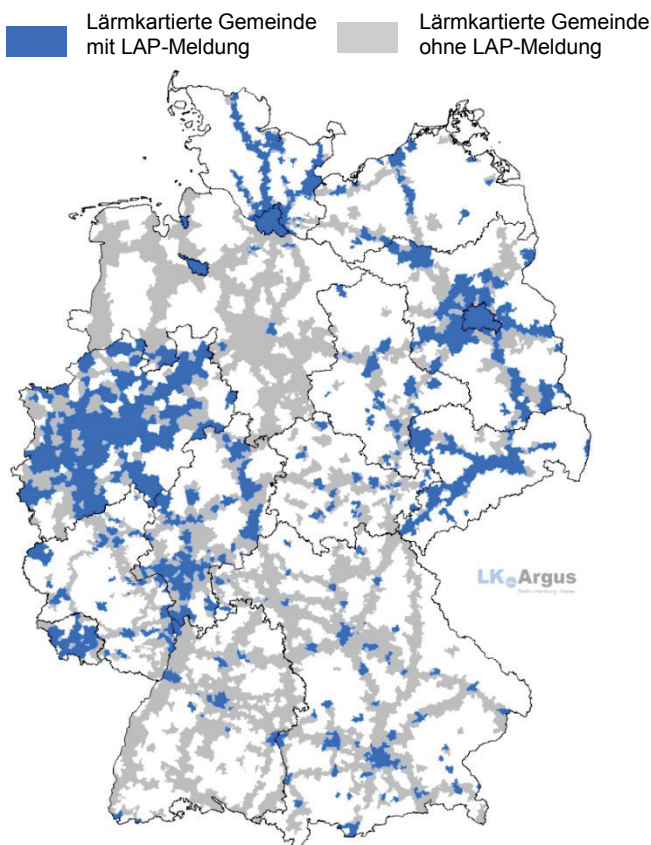 Lärmkartierte Gemeinde
mit LAP-Meldung
Lärmkartierte Gemeinde
ohne LAP-Meldung
LK Argus